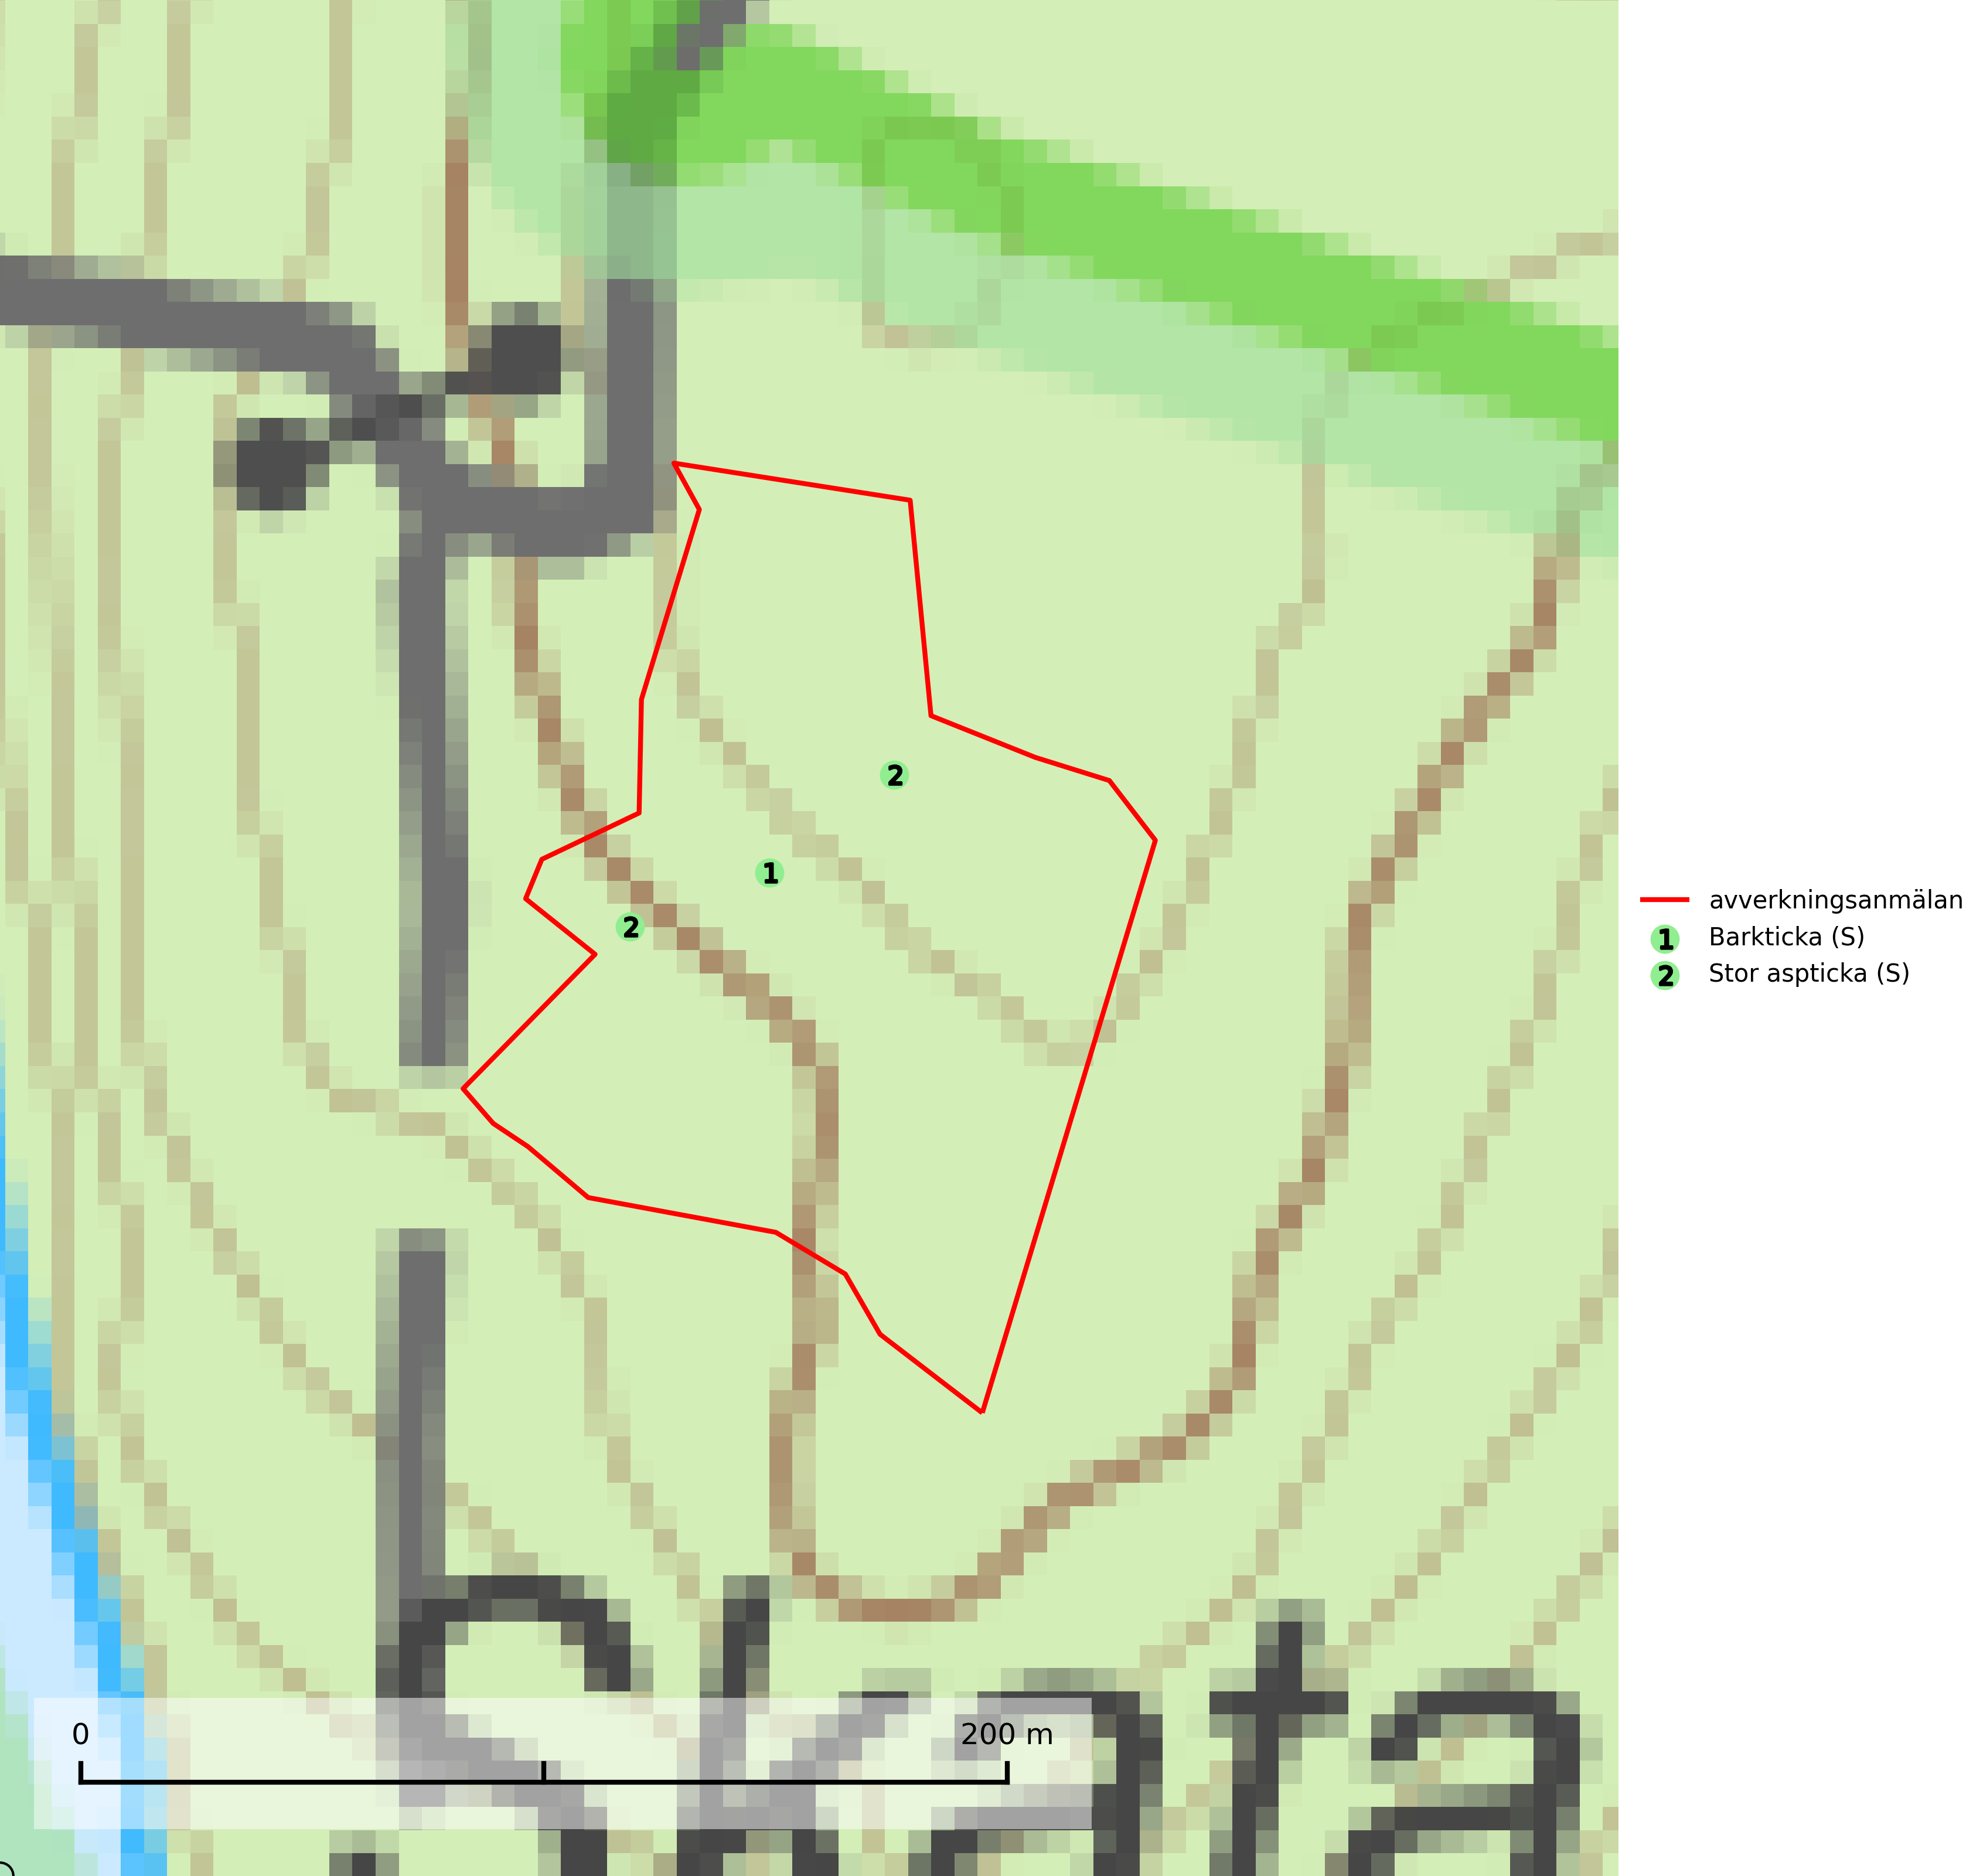 2
1
2
avverkningsanmälan
1 Barkticka (S)
2 Stor aspticka (S)
0 200 m